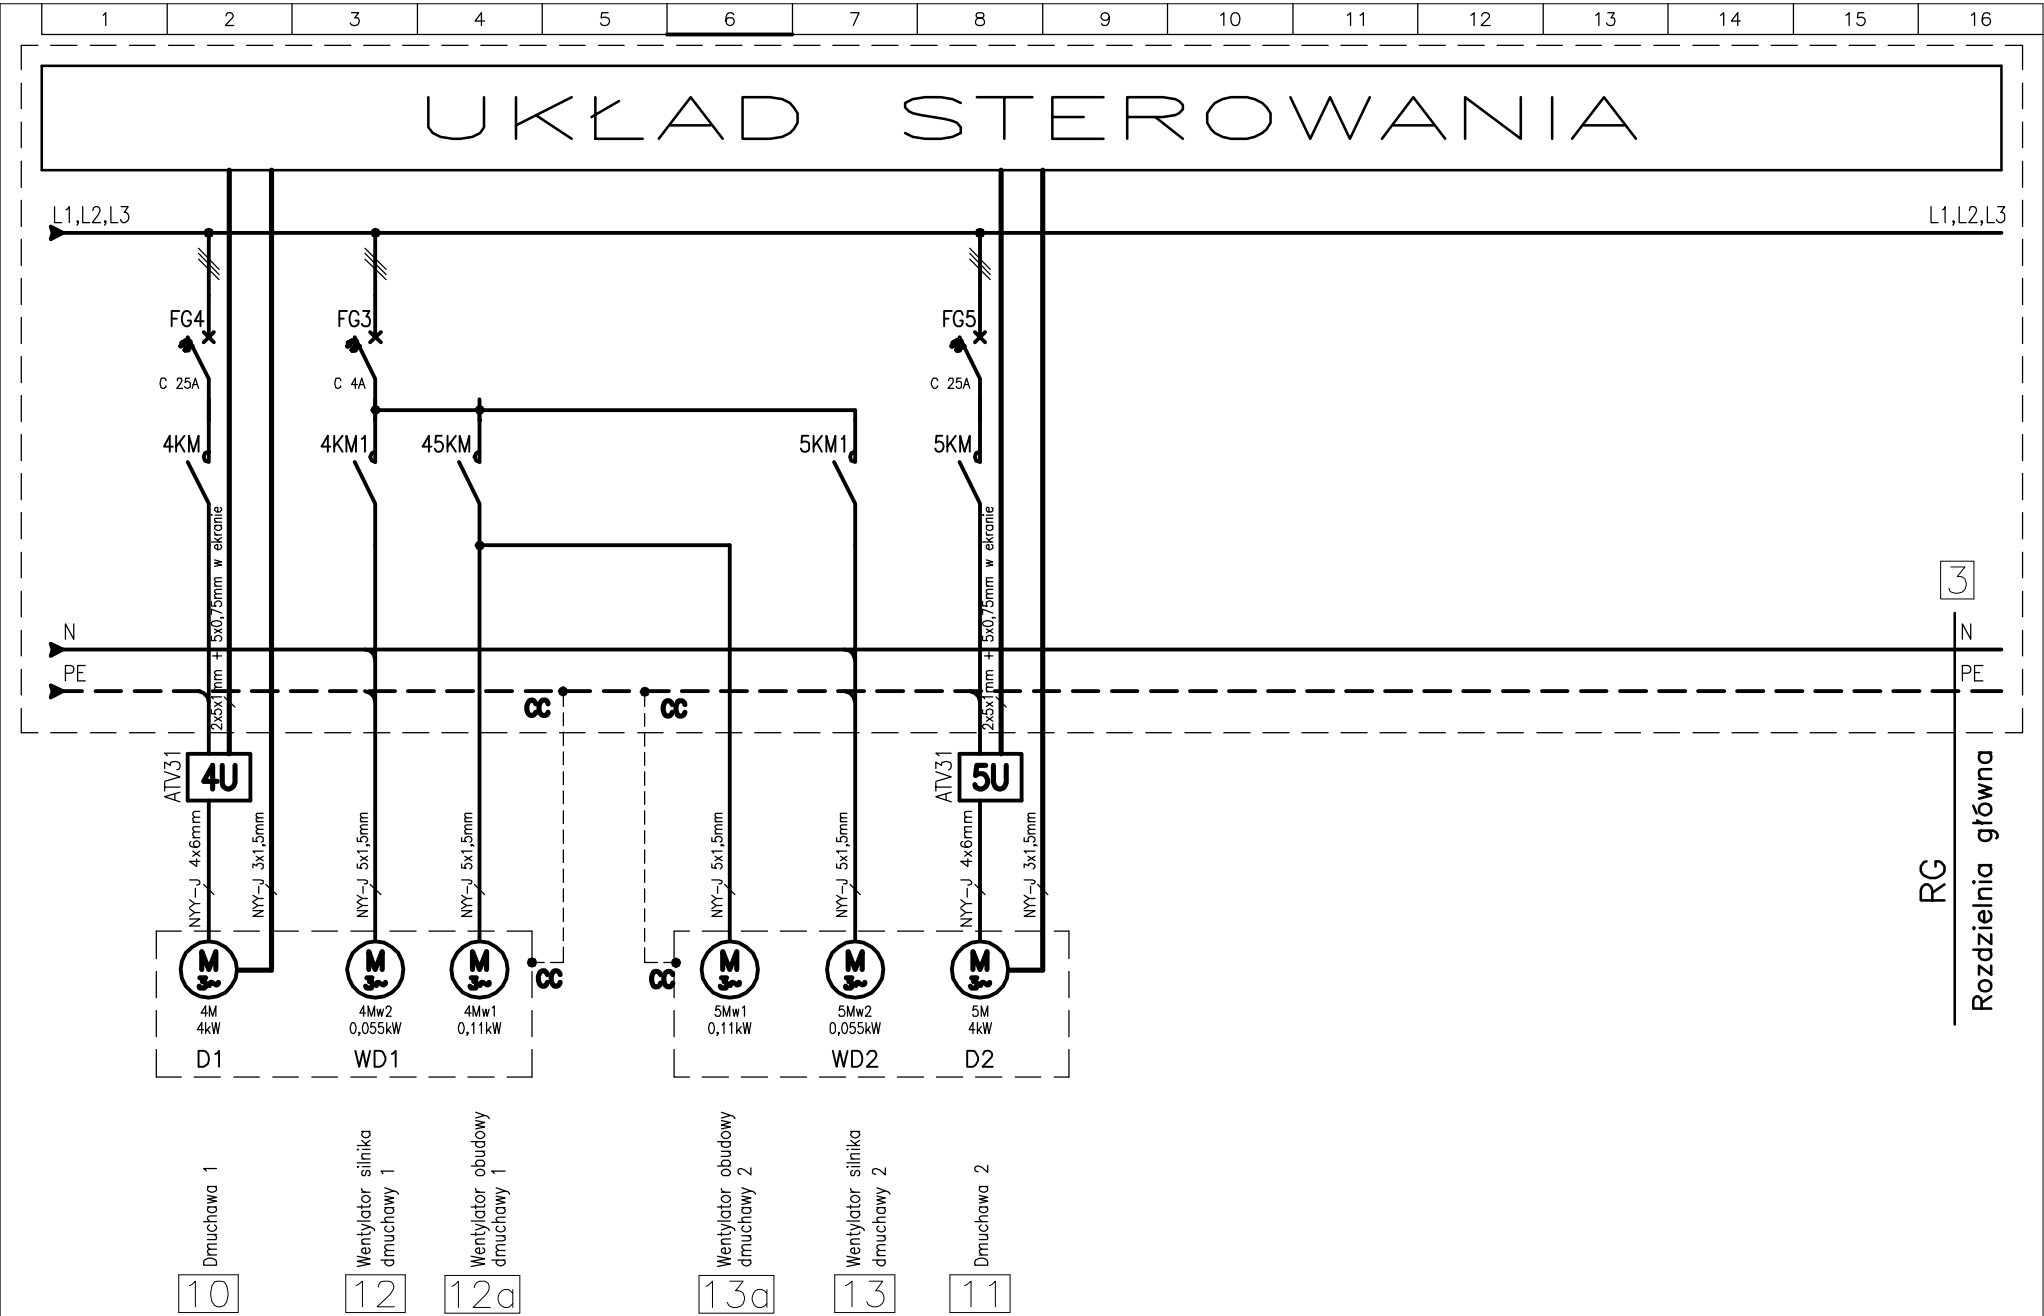 1 2 3 4 5 6 7 8 9 10 11 12 13 14 15 16
UKŁAD STEROWANIA
L1,L2,L3
L1,L2,L3
FG4
C 25A
FG3
C 4A
FG5
C 25A
4KM
4KM1
45KM
5KM1
5KM
2x5x1mm + 5x0,75mm w ekranie
2x5x1mm + 5x0,75mm w ekranie
3
N
N
PE
PE
CC
CC
ATV31
4U
ATV31
5U
NYY-J 4x6mm
NYY-J 3x1,5mm
NYY-J 5x1,5mm
NYY-J 5x1,5mm
NYY-J 5x1,5mm
NYY-J 5x1,5mm
NYY-J 4x6mm
NYY-J 3x1,5mm
RG
Rozdzielnia główna
M
3~
M
3~
M
3~
CC
CC
M
3~
M
3~
M
3~
4M
4kW
4Mw2
0,055kW
4Mw1
0,11kW
5Mw1
0,11kW
5Mw2
0,055kW
5M
4kW
D1
WD1
WD2
D2
Dmuchawa 1
Wentylator silnika
dmuchawy 1
Wentylator obudowy
dmuchawy 1
Wentylator obudowy
dmuchawy 2
Wentylator silnika
dmuchawy 2
Dmuchawa 2
10
12
12a
13a
13
11